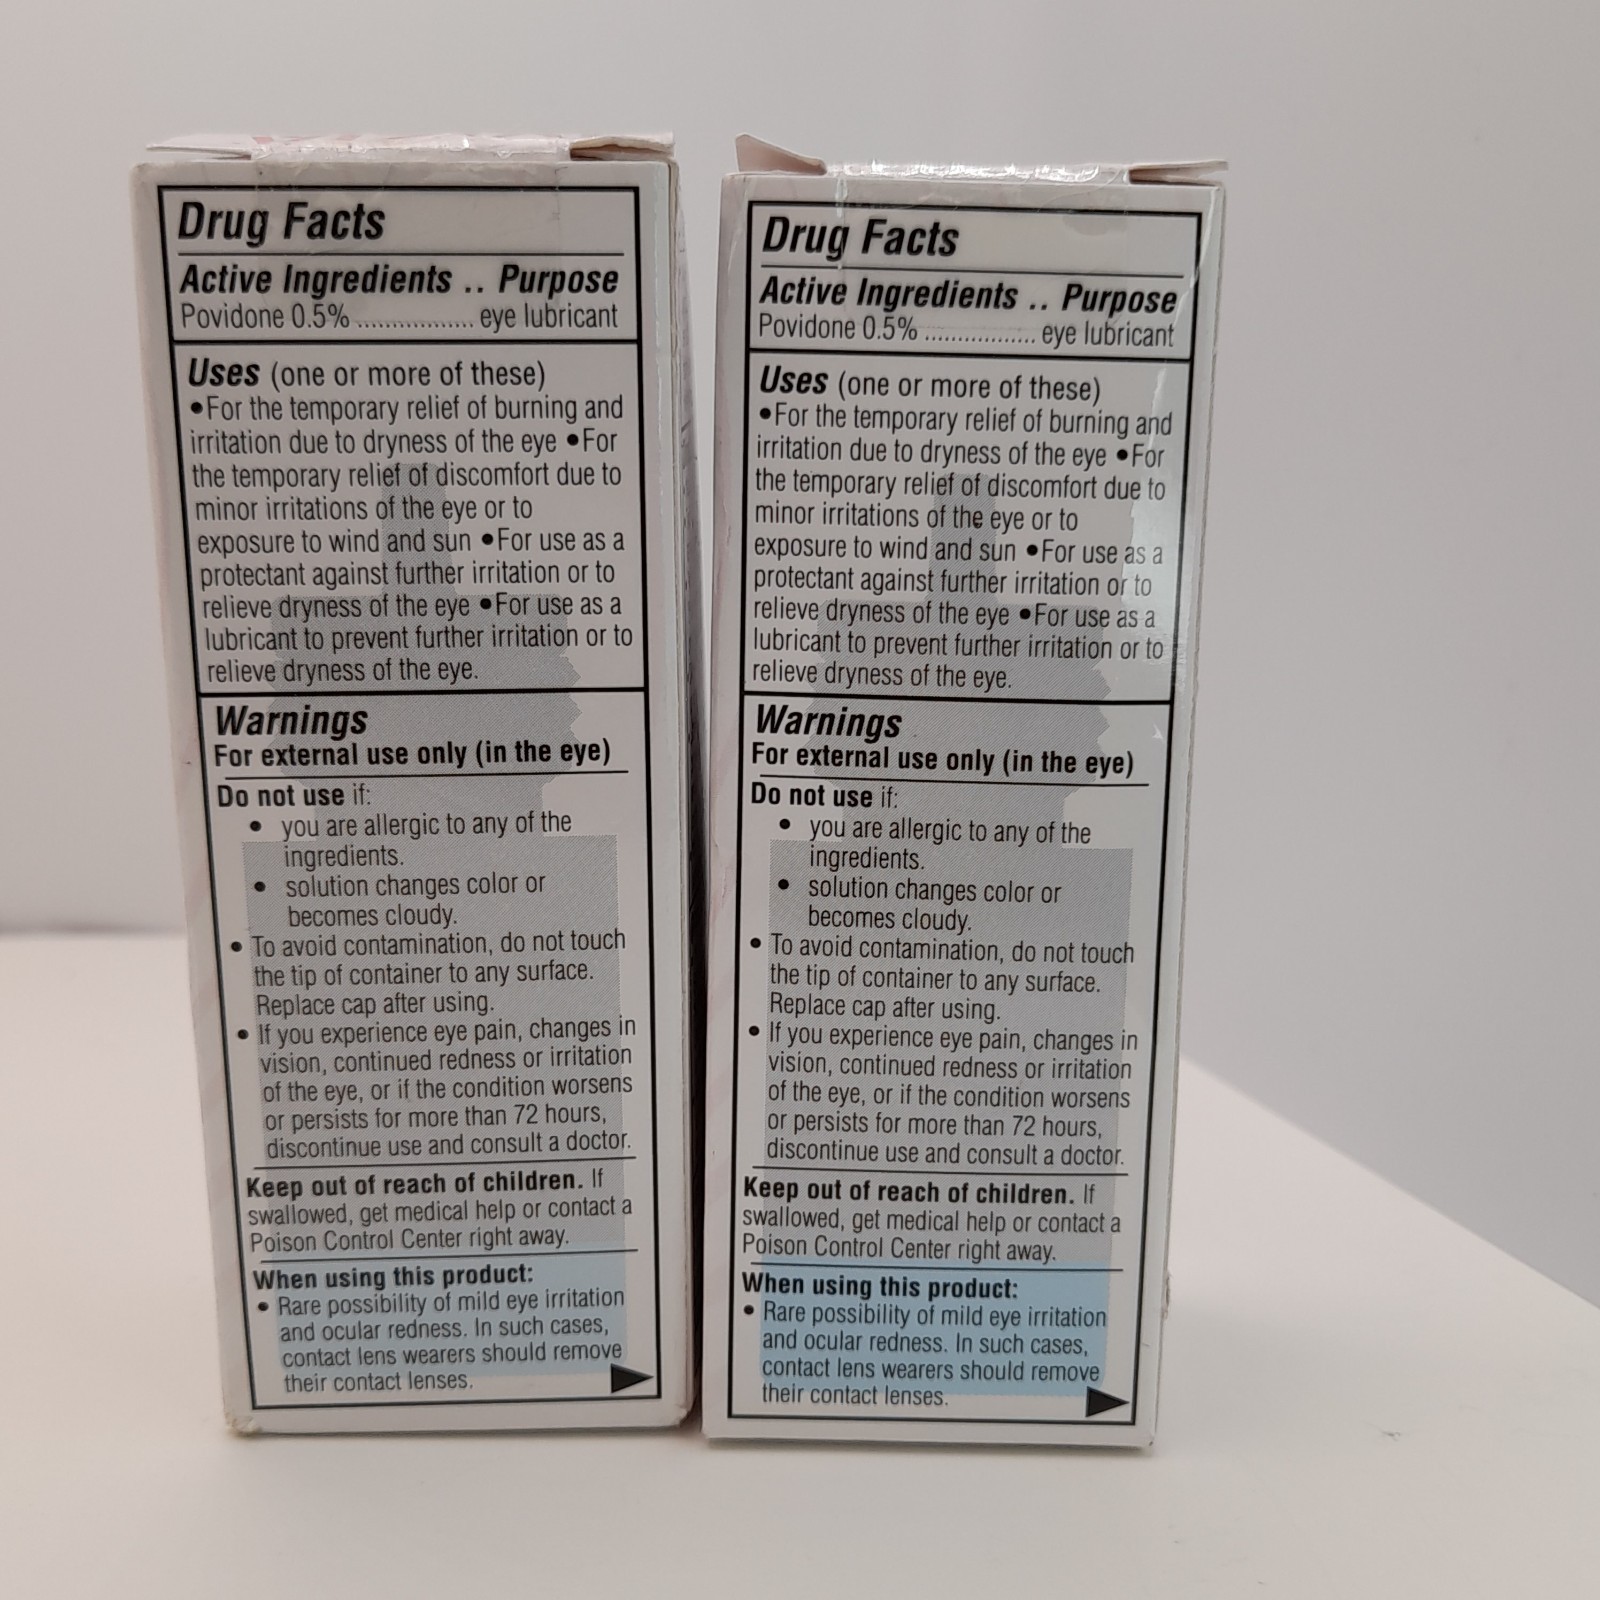 Drug Facts
Active Ingredients .. Purpose
Povidone 0.5% ................. eye lubricant
Uses (one or more of these)
•For the temporary relief of burning and
irritation due to dryness of the eye •For
the temporary relief of discomfort due to
minor irritations of the eye or to
exposure to wind and sun •For use as a
protectant against further irritation or to
relieve dryness of the eye •For use as a
lubricant to prevent further irritation or to
relieve dryness of the eye.
Warnings
For external use only (in the eye)
Do not use if:
• you are allergic to any of the
ingredients.
• solution changes color or
becomes cloudy.
• To avoid contamination, do not touch
the tip of container to any surface.
Replace cap after using.
• If you experience eye pain, changes in
vision, continued redness or irritation
of the eye, or if the condition worsens
or persists for more than 72 hours,
discontinue use and consult a doctor.
Keep out of reach of children. If
swallowed, get medical help or contact a
Poison Control Center right away.
When using this product:
• Rare possibility of mild eye irritation
and ocular redness. In such cases,
contact lens wearers should remove
their contact lenses.
Drug Facts
Active Ingredients .. Purpose
Povidone 0.5% ................. eye lubricant
Uses (one or more of these)
•For the temporary relief of burning and
irritation due to dryness of the eye •For
the temporary relief of discomfort due to
minor irritations of the eye or to
exposure to wind and sun •For use as a
protectant against further irritation or to
relieve dryness of the eye •For use as a
lubricant to prevent further irritation or to
relieve dryness of the eye.
Warnings
For external use only (in the eye)
Do not use if:
• you are allergic to any of the
ingredients.
• solution changes color or
becomes cloudy.
• To avoid contamination, do not touch
the tip of container to any surface.
Replace cap after using.
• If you experience eye pain, changes in
vision, continued redness or irritation
of the eye, or if the condition worsens
or persists for more than 72 hours,
discontinue use and consult a doctor.
Keep out of reach of children. If
swallowed, get medical help or contact a
Poison Control Center right away.
When using this product:
• Rare possibility of mild eye irritation
and ocular redness. In such cases,
contact lens wearers should remove
their contact lenses.